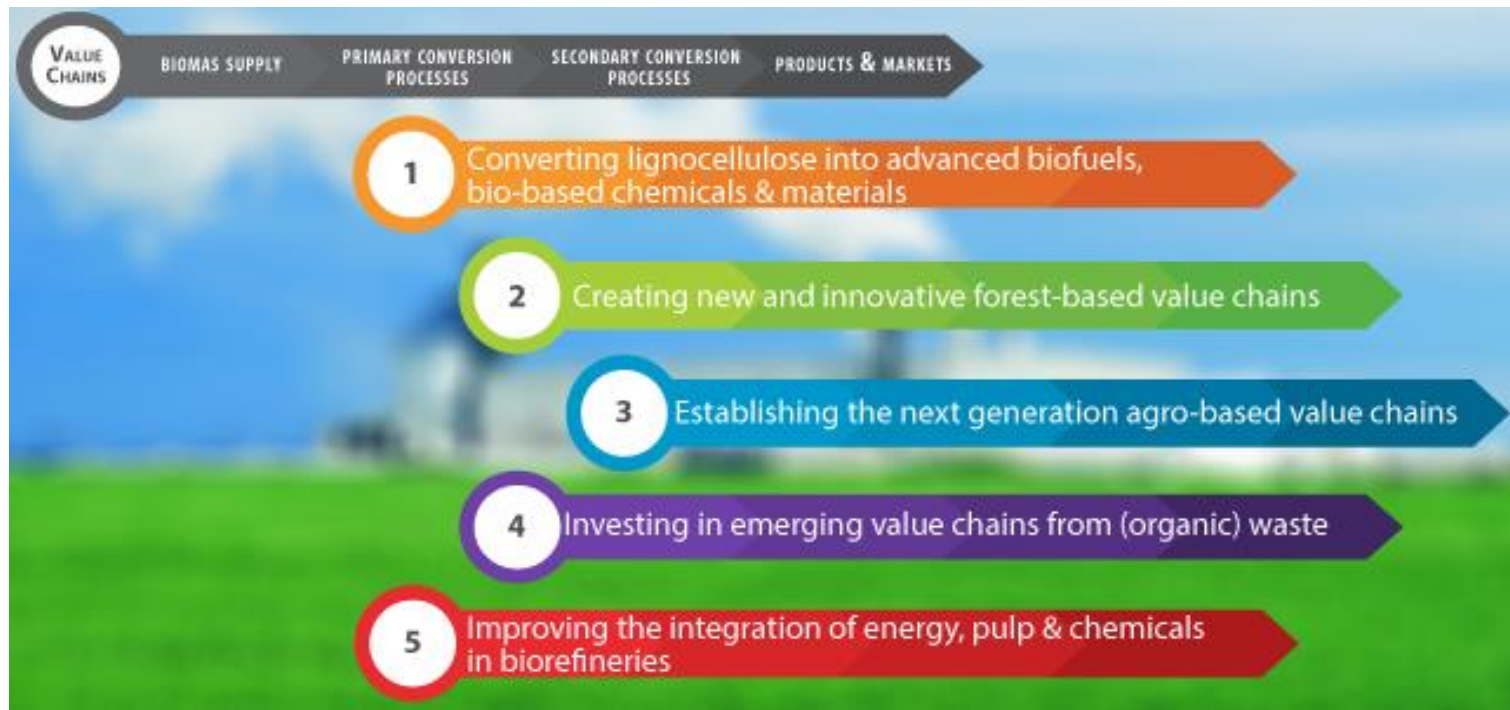 VALUE
CHAINS
BIOMAS SUPPLY
PRIMARY CONVERSION
PROCESSES
SECONDARY CONVERSION
PROCESSES
PRODUCTS & MARKETS
1
Converting lignocellulose into advanced biofuels,
bio-based chemicals & materials
2
Creating new and innovative forest-based value chains
3
Establishing the next generation agro-based value chains
4
Investing in emerging value chains from (organic) waste
5
Improving the integration of energy, pulp & chemicals
in biorefineries